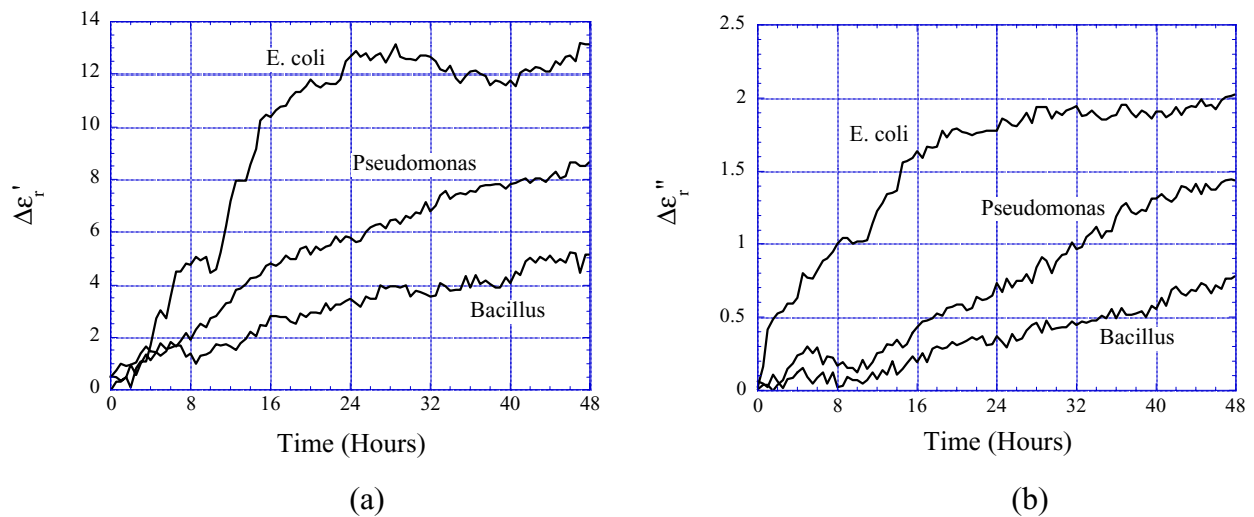 14
12
10
8
6
4
2
0
Δεr'
E. coli
Pseudomonas
Bacillus
0 8 16 24 32 40 48
Time (Hours)
(a)
2.5
2
1.5
1
0.5
0
Δεr"
E. coli
Pseudomonas
Bacillus
0 8 16 24 32 40 48
Time (Hours)
(b)